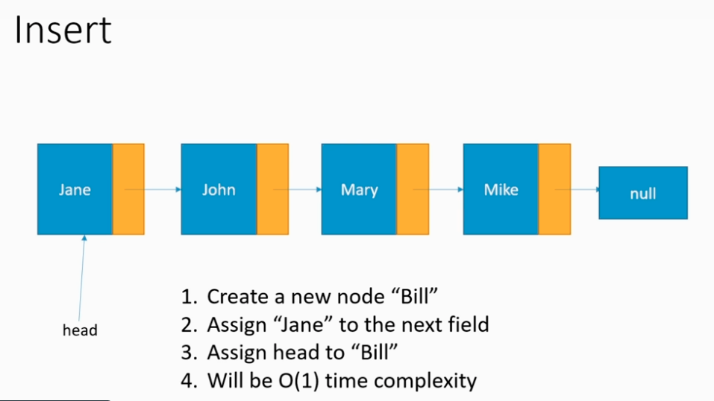 Insert
Jane John Mary Mike null
head
1. Create a new node “Bill”
2. Assign “Jane” to the next field
3. Assign head to “Bill”
4. Will be O(1) time complexity